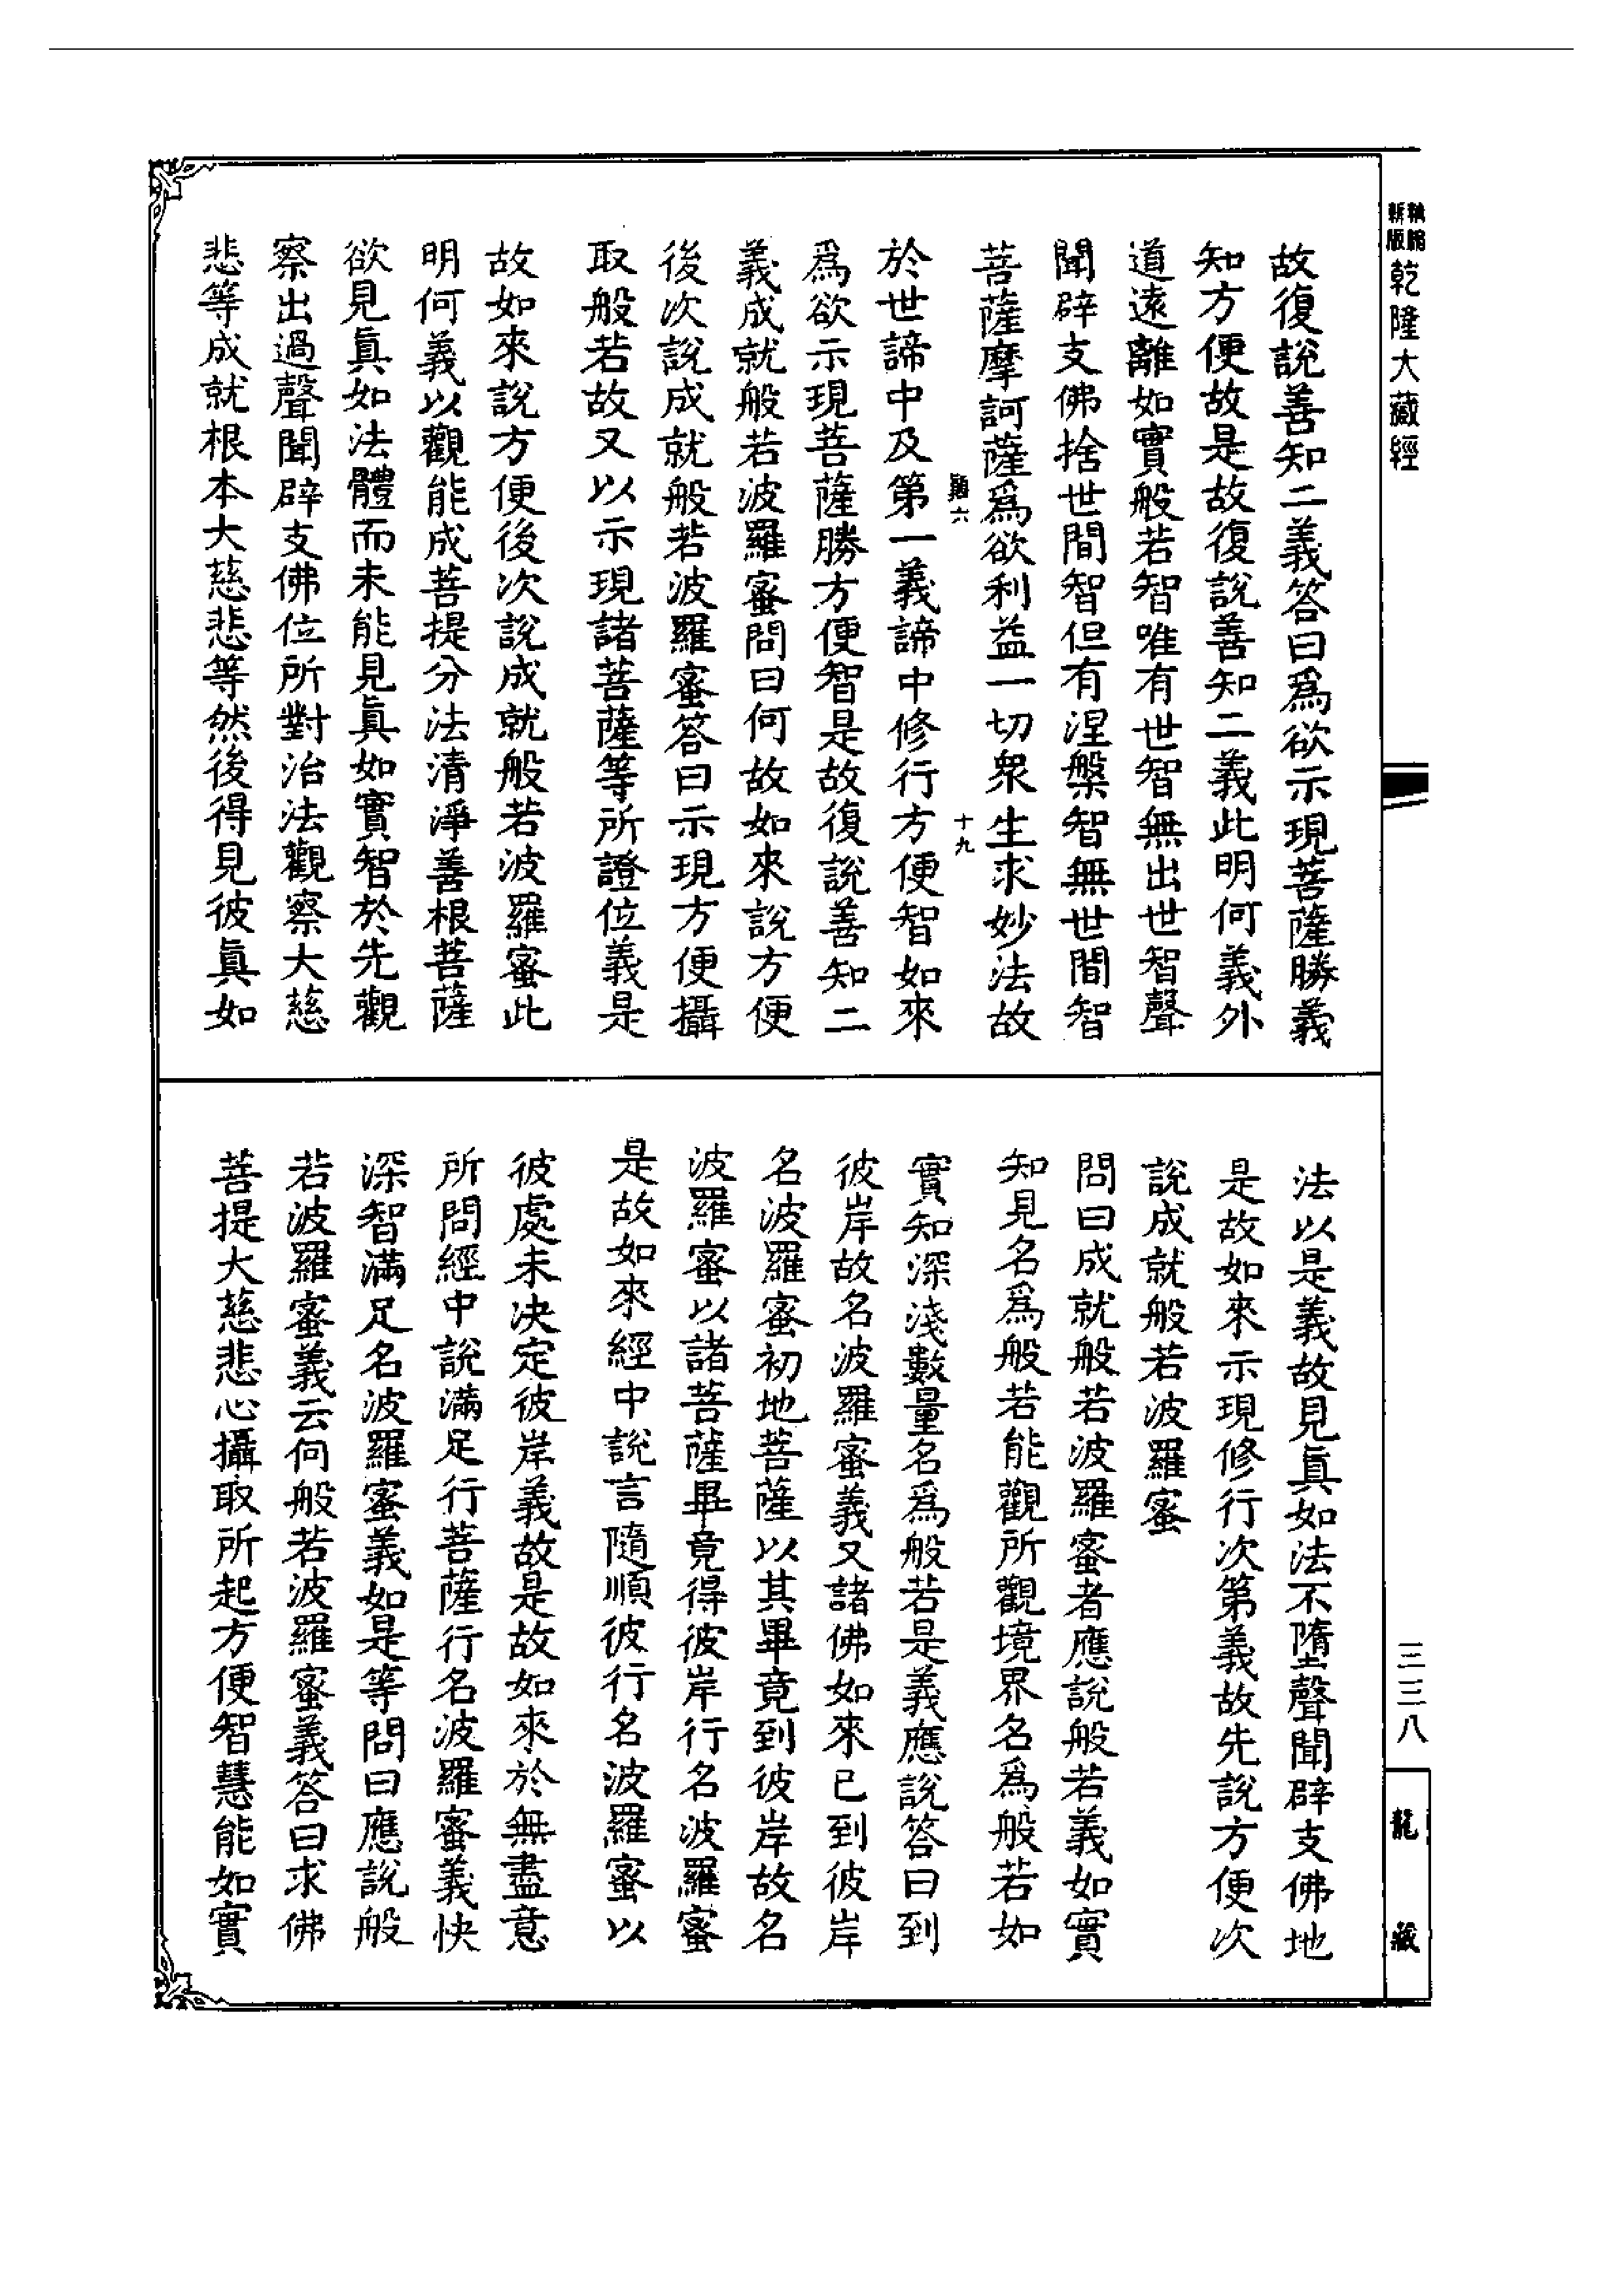 新版
乾隆大藏經
故復說善知二義答曰爲欲示現菩薩勝義
知方便故是故復說善知二義此明何義外
道遠離如實般若智唯有世智無出世智聲
聞辟支佛捨世間智但有涅槃智無世間智
菩薩摩訶薩爲欲利益一切衆生求妙法故
六 十九
於世諦中及第一義諦中修行方便智如來
爲欲示現菩薩勝方便智是故復說善知二
義成就般若波羅蜜問曰何故如來說方便
後次說成就般若波羅蜜答曰示現方便攝
取般若故又以示現諸菩薩等所證位義是
故如來說方便後次說成就般若波羅蜜此
明何義以觀能成菩提分法清淨善根菩薩
欲見眞如法體而未能見眞如實智於先觀
察出過聲聞辟支佛位所對治法觀察大慈
悲等成就根本大慈悲等然後得見彼眞如
法以是義故見眞如法不墮聲聞辟支佛地
是故如來示現修行次第義故先說方便次
說成就般若波羅蜜
問曰成就般若波羅蜜者應說般若義如實
知見名爲般若能觀所觀境界名爲般若如
實知深淺數量名爲般若是義應說答曰到
彼岸故名波羅蜜義又諸佛如來已到彼岸
名波羅蜜初地菩薩以其畢竟到彼岸故名
波羅蜜以諸菩薩畢竟得彼岸行名波羅蜜
是故如來經中說言隨順彼行名波羅蜜以
彼處未決定彼岸義故是故如來於無盡意
所問經中說滿足行菩薩行名波羅蜜義快
深智滿足名波羅蜜義如是等問曰應說般
若波羅蜜義云何般若波羅蜜義答曰求佛
菩提大慈悲心攝取所起方便智慧能如實
三三八
龍藏